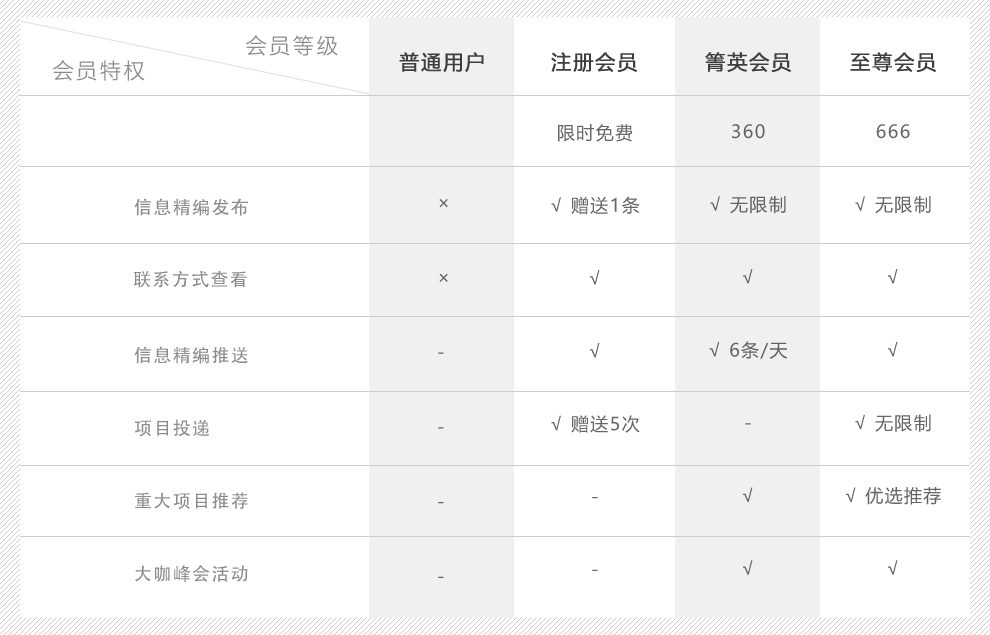 会员等级
会员特权 普通用户 注册会员 箐英会员 至尊会员
限时免费 360 666
信息精编发布 × √ 赠送1条 √ 无限制 √ 无限制
联系方式查看 × √ √ √
信息精编推送 - √ √ 6条/天 √
项目投递 - √ 赠送5次 - √ 无限制
重大项目推荐 - - √ √ 优选推荐
大咖峰会活动 - - √ √